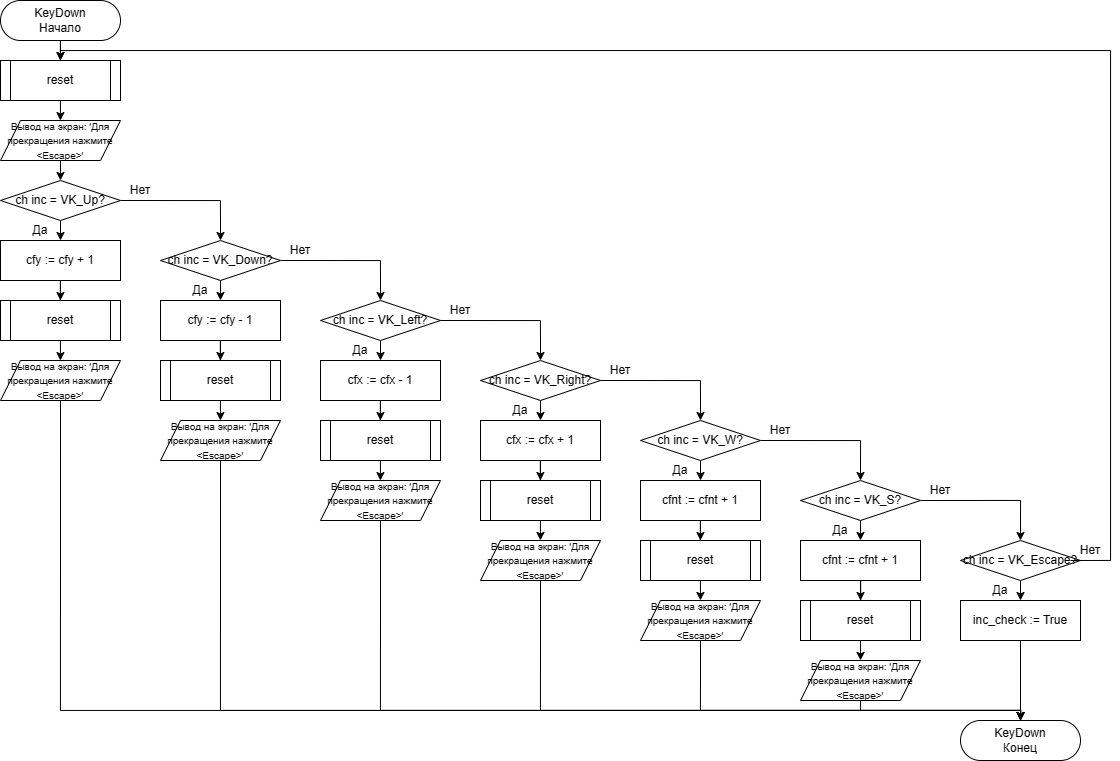 KeyDown
Начало
reset
Вывод на экран: 'Для
прекращения нажмите
<Escape>'
ch inc = VK_Up?
Нет
Да
cfy := cfy + 1
reset
Вывод на экран: 'Для
прекращения нажмите
<Escape>'
ch inc = VK_Down?
Нет
Да
cfy := cfy - 1
reset
Вывод на экран: 'Для
прекращения нажмите
<Escape>'
ch inc = VK_Left?
Нет
Да
cfx := cfx - 1
reset
Вывод на экран: 'Для
прекращения нажмите
<Escape>'
ch inc = VK_Right?
Нет
Да
cfx := cfx + 1
reset
Вывод на экран: 'Для
прекращения нажмите
<Escape>'
ch inc = VK_W?
Нет
Да
cfnt := cfnt + 1
reset
Вывод на экран: 'Для
прекращения нажмите
<Escape>'
ch inc = VK_S?
Нет
Да
cfnt := cfnt + 1
reset
Вывод на экран: 'Для
прекращения нажмите
<Escape>'
ch inc = VK_Escape?
Нет
Да
inc_check := True
KeyDown
Конец